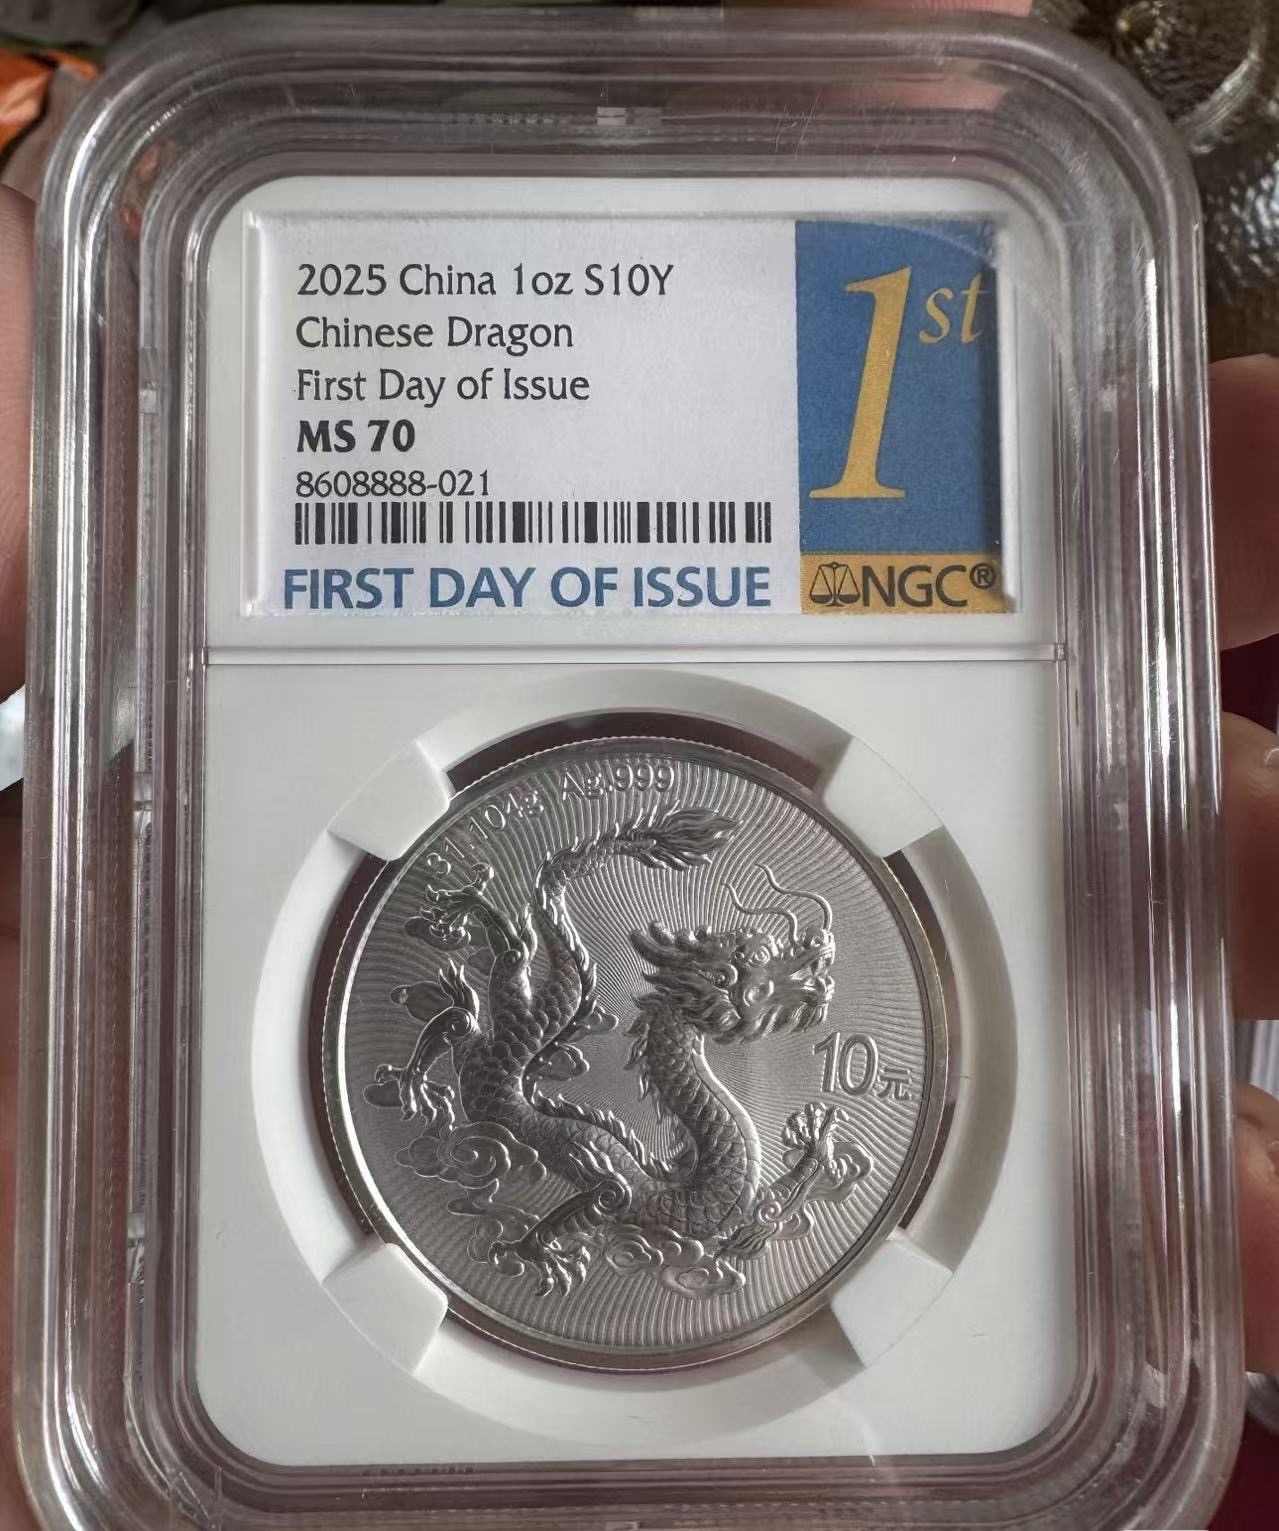 2025 China 1oz S10Y
Chinese Dragon
First Day of Issue
MS 70
8608888-021
FIRST DAY OF ISSUE
1st
NGC®
31.104g Ag.999
10元